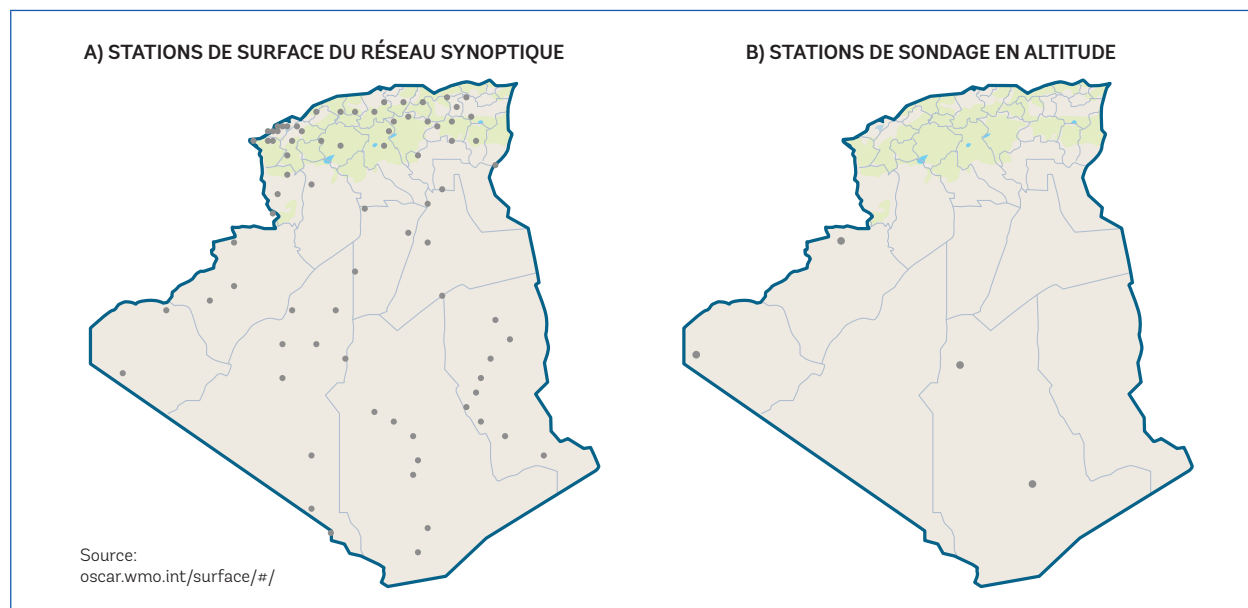 A) STATIONS DE SURFACE DU RÉSEAU SYNOPTIQUE
B) STATIONS DE SONDAGE EN ALTITUDE
Source:
oscar.wmo.int/surface/#/